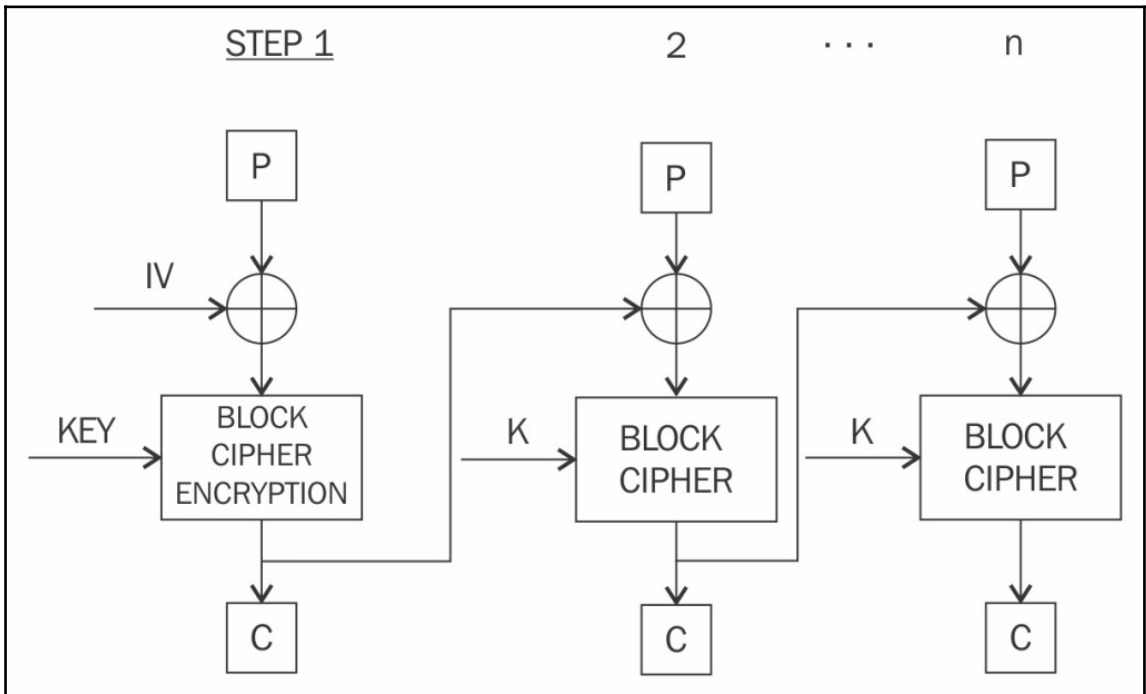 STEP 1 2 · · · n
P P P
IV
KEY BLOCK CIPHER ENCRYPTION K BLOCK CIPHER K BLOCK CIPHER
C C C